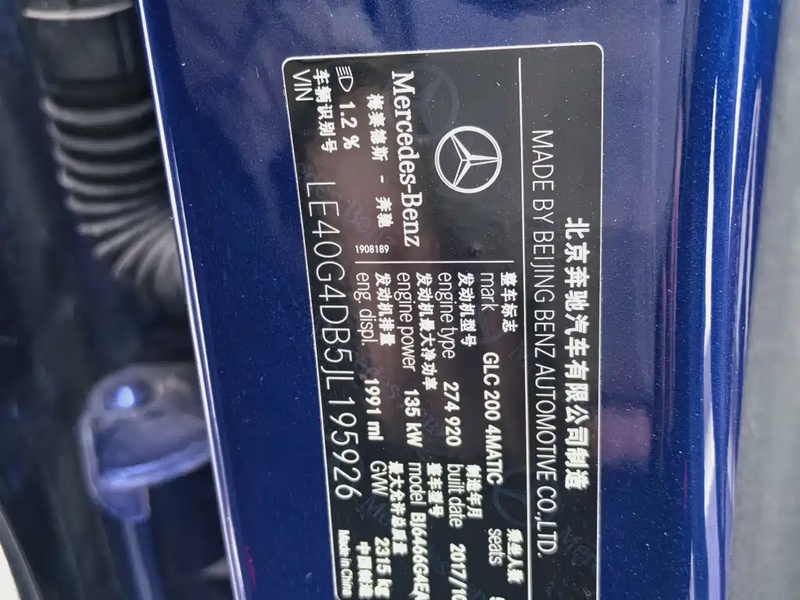 北京奔驰汽车有限公司制造
MADE BY BEIJING BENZ AUTOMOTIVE CO.,LTD.
Mercedes-Benz
梅赛德斯 - 奔驰
1908189
1.2 %
整车标志 乘坐人数
mark GLC 200 4MATIC seats
发动机型号 制造年月
engine type 274 920 built date 2017/10
发动机最大净功率 整车型号
engine power 135 kW model BJ6466G4EA
发动机排量 最大允许总质量
eng. displ. 1991 ml GVW 2315 kg
车辆识别号 中国制造
VIN LE40G4DB5JL195926 Made in China